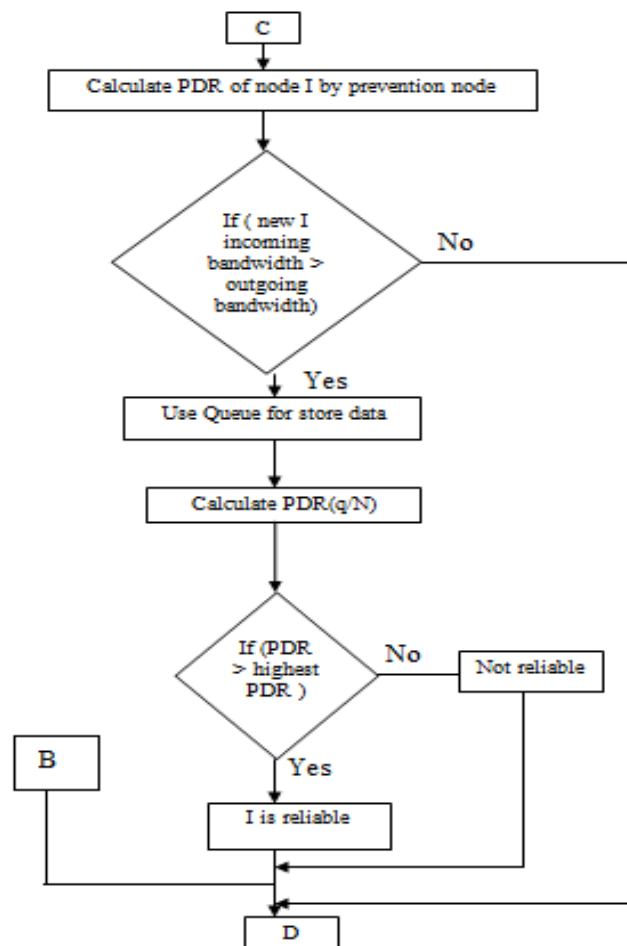 C
Calculate PDR of node I by prevention node
If ( new I
incoming
bandwidth >
outgoing
bandwidth)
No
Yes
Use Queue for store data
Calculate PDR(q/N)
If (PDR
> highest
PDR )
No
Not reliable
B
Yes
I is reliable
D